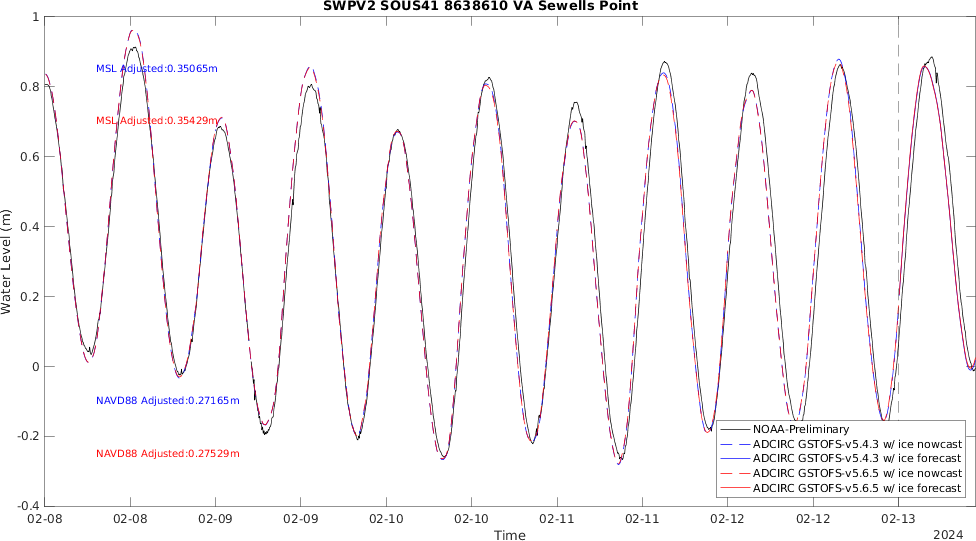 SWPV2 SOUS41 8638610 VA Sewells Point
1
0.8
0.6
0.4
0.2
0
-0.2
-0.4
Water Level (m)
MSL Adjusted:0.35065m
MSL Adjusted:0.35429m
NAVD88 Adjusted:0.27165m
NAVD88 Adjusted:0.27529m
NOAA-Preliminary
ADCIRC GSTOFS-v5.4.3 w/ ice nowcast
ADCIRC GSTOFS-v5.4.3 w/ ice forecast
ADCIRC GSTOFS-v5.6.5 w/ ice nowcast
ADCIRC GSTOFS-v5.6.5 w/ ice forecast
02-08 02-08 02-09 02-09 02-10 02-10 02-11 02-11 02-12 02-12 02-13
Time
2024